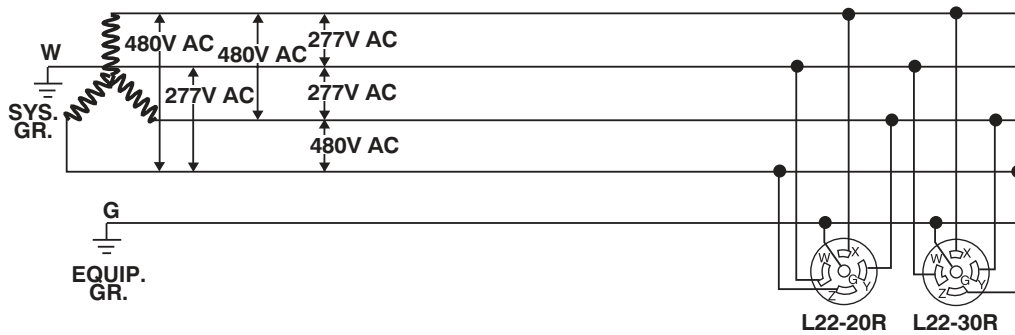 W
SYS.
GR.
480V AC
480V AC
277V AC
277V AC
277V AC
480V AC
G
EQUIP.
GR.
W
X
G
Y
Z
W
X
G
Y
Z
L22-20R
L22-30R